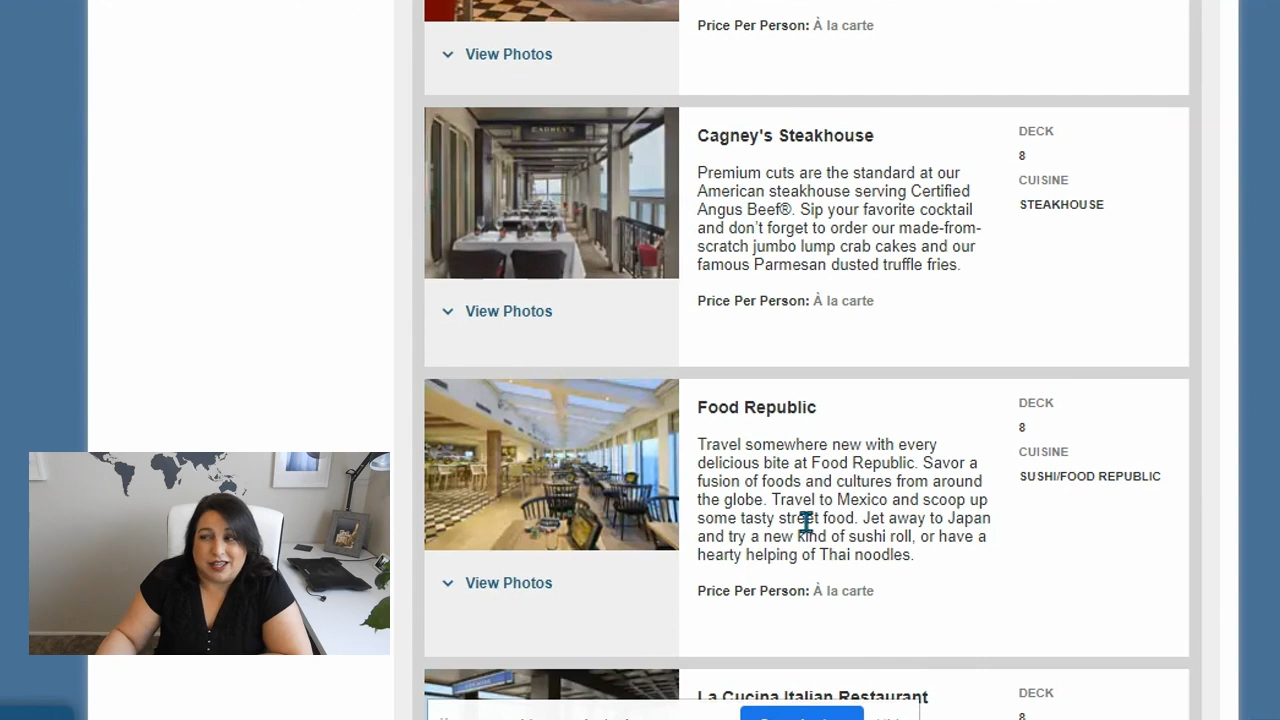 Price Per Person: À la carte
View Photos
CAGNEY'S
Cagney's Steakhouse
Premium cuts are the standard at our
American steakhouse serving Certified
Angus Beef®. Sip your favorite cocktail
and don't forget to order our made-from-
scratch jumbo lump crab cakes and our
famous Parmesan dusted truffle fries.
Price Per Person: À la carte
DECK
8
CUISINE
STEAKHOUSE
View Photos
Food Republic
Travel somewhere new with every
delicious bite at Food Republic. Savor a
fusion of foods and cultures from around
the globe. Travel to Mexico and scoop up
some tasty street food. Jet away to Japan
and try a new kind of sushi roll, or have a
hearty helping of Thai noodles.
Price Per Person: À la carte
DECK
8
CUISINE
SUSHI/FOOD REPUBLIC
View Photos
La Cucina Italian Restaurant
DECK
8